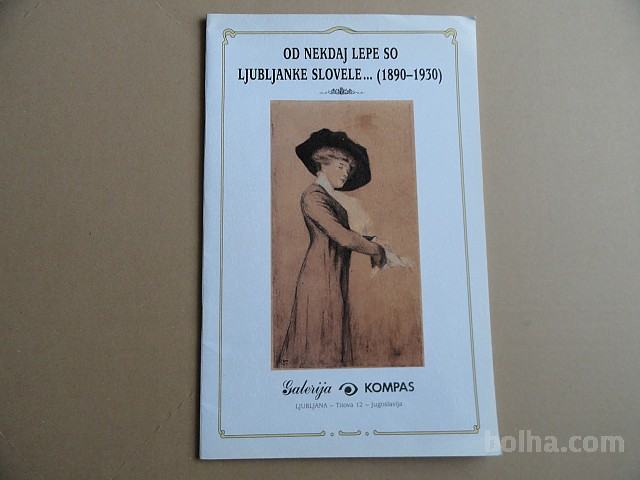 OD NEKDAJ LEPE SO
LJUBLJANKE SLOVELE... (1890–1930)
Galerija KOMPAS
LJUBLJANA – Titova 12 – Jugoslavija
bolha.com